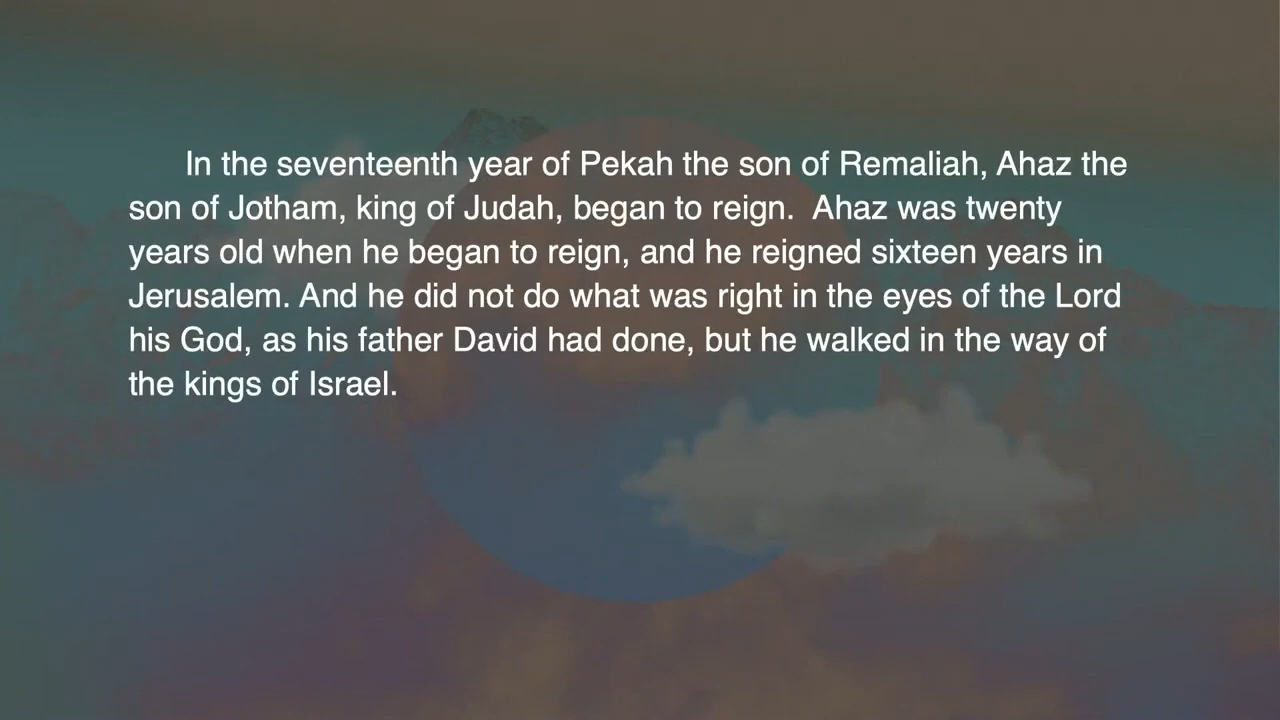 In the seventeenth year of Pekah the son of Remaliah, Ahaz the
son of Jotham, king of Judah, began to reign.  Ahaz was twenty
years old when he began to reign, and he reigned sixteen years in
Jerusalem. And he did not do what was right in the eyes of the Lord
his God, as his father David had done, but he walked in the way of
the kings of Israel.